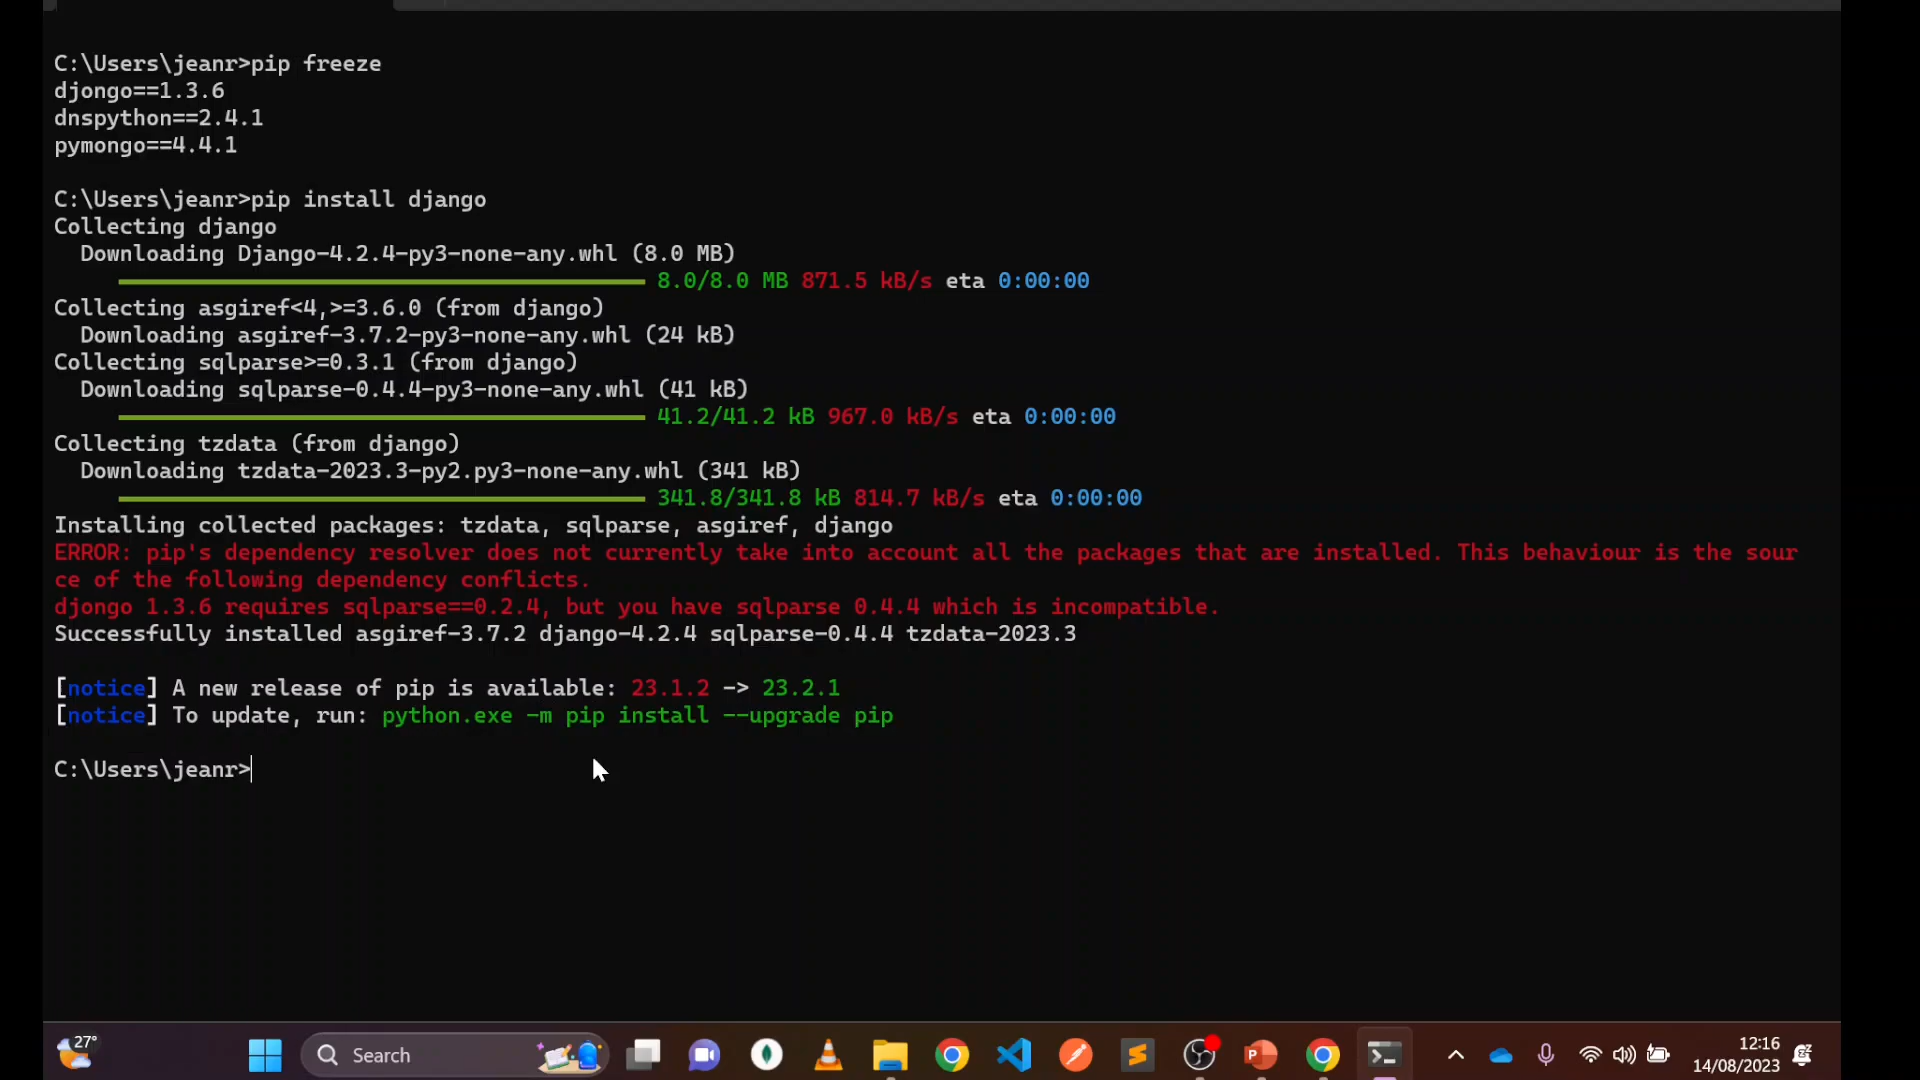 C:\Users\jeanr>pip freeze
djongo==1.3.6
dnspython==2.4.1
pymongo==4.4.1
C:\Users\jeanr>pip install django
Collecting django
Downloading Django-4.2.4-py3-none-any.whl (8.0 MB)
8.0/8.0 MB 871.5 kB/s eta 0:00:00
Collecting asgiref<4,>=3.6.0 (from django)
Downloading asgiref-3.7.2-py3-none-any.whl (24 kB)
Collecting sqlparse>=0.3.1 (from django)
Downloading sqlparse-0.4.4-py3-none-any.whl (41 kB)
41.2/41.2 kB 967.0 kB/s eta 0:00:00
Collecting tzdata (from django)
Downloading tzdata-2023.3-py2.py3-none-any.whl (341 kB)
341.8/341.8 kB 814.7 kB/s eta 0:00:00
Installing collected packages: tzdata, sqlparse, asgiref, django
ERROR: pip's dependency resolver does not currently take into account all the packages that are installed. This behaviour is the sour
ce of the following dependency conflicts.
djongo 1.3.6 requires sqlparse==0.2.4, but you have sqlparse 0.4.4 which is incompatible.
Successfully installed asgiref-3.7.2 django-4.2.4 sqlparse-0.4.4 tzdata-2023.3
[notice] A new release of pip is available: 23.1.2 -> 23.2.1
[notice] To update, run: python.exe -m pip install --upgrade pip
C:\Users\jeanr>
27°
Search
12:16
14/08/2023